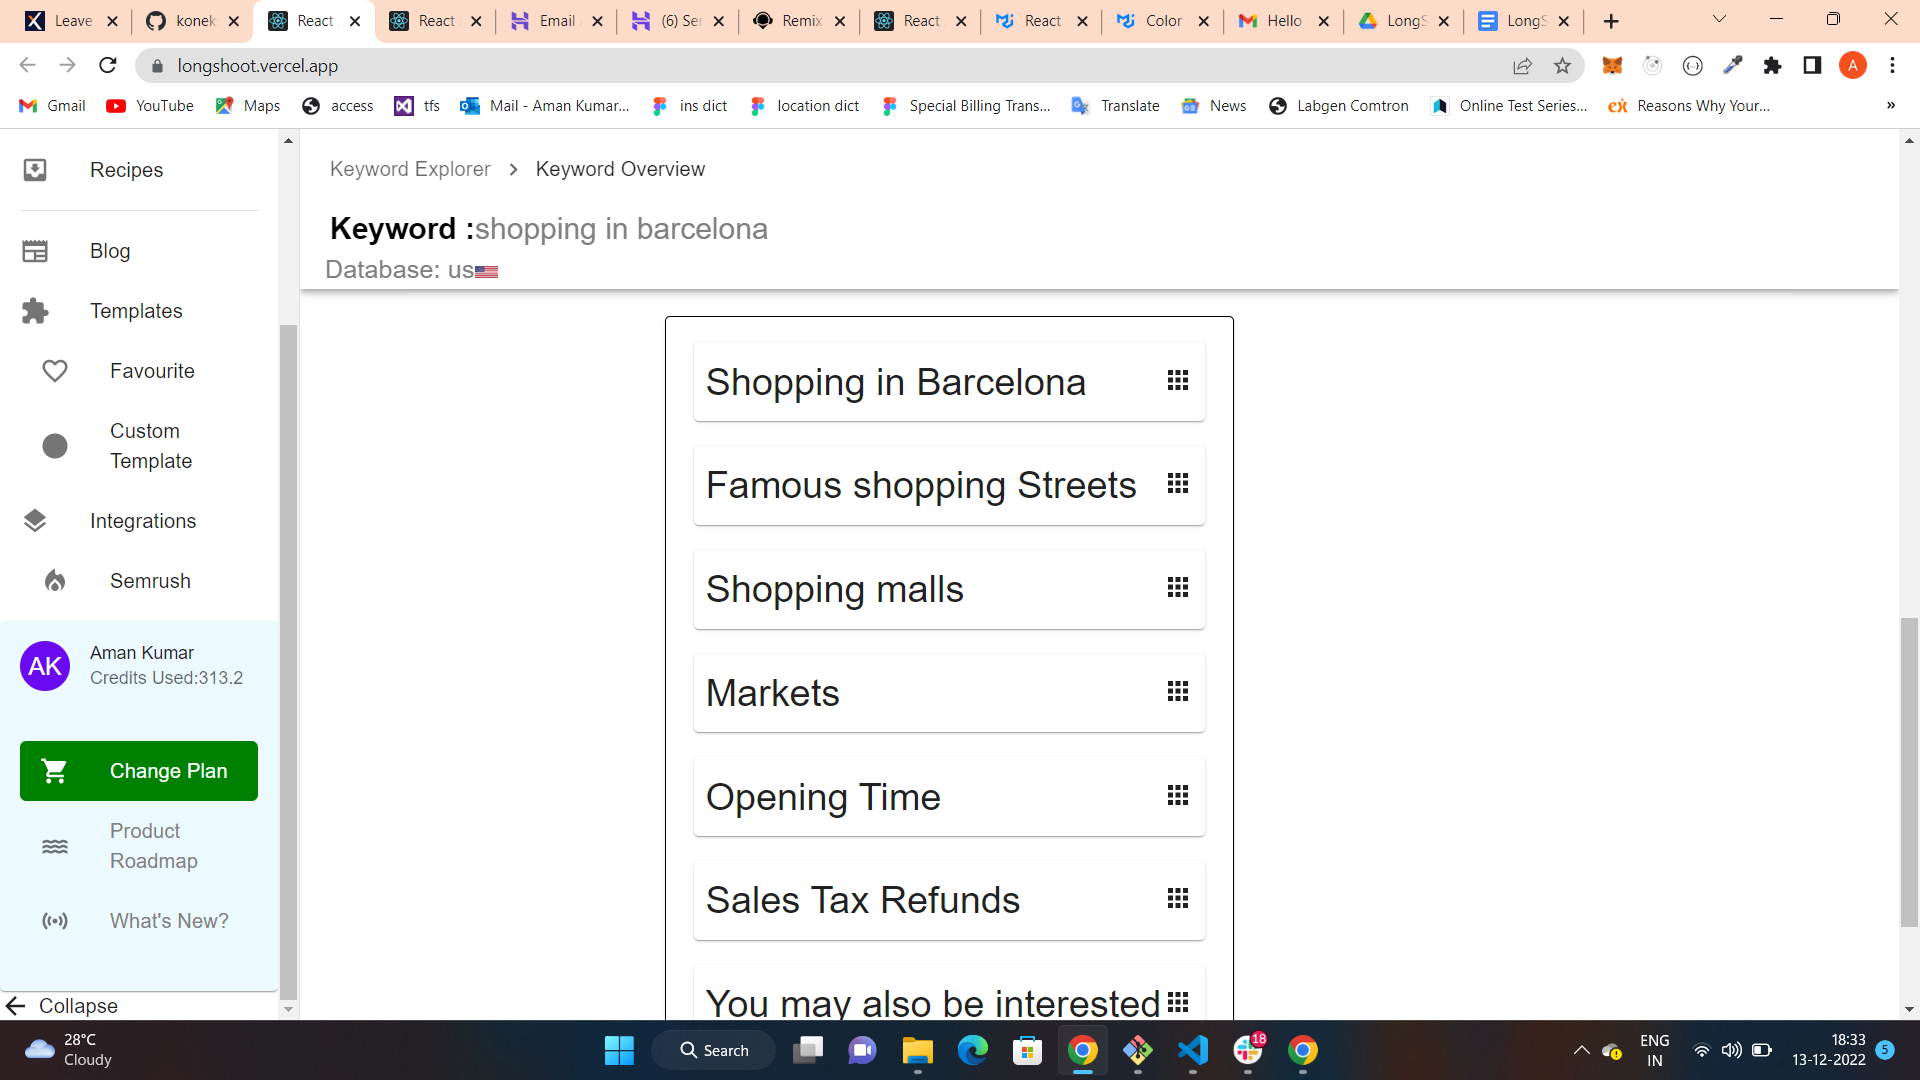 Leave
konek
React
React
Email
(6) Ser
Remix
React
React
Color
Hello
LongS
LongS
longshoot.vercel.app
A
Gmail
YouTube
Maps
access
tfs
Mail - Aman Kumar...
ins dict
location dict
Special Billing Trans...
Translate
News
Labgen Comtron
Online Test Series...
Reasons Why Your...
»
Recipes
Blog
Templates
Favourite
Custom
Template
Integrations
Semrush
AK
Aman Kumar
Credits Used:313.2
Change Plan
Product
Roadmap
What's New?
Collapse
Keyword Explorer > Keyword Overview
Keyword :shopping in barcelona
Database: us
Shopping in Barcelona
Famous shopping Streets
Shopping malls
Markets
Opening Time
Sales Tax Refunds
You may also be interested
28°C
Cloudy
Search
18
ENG
IN
18:33
13-12-2022
5